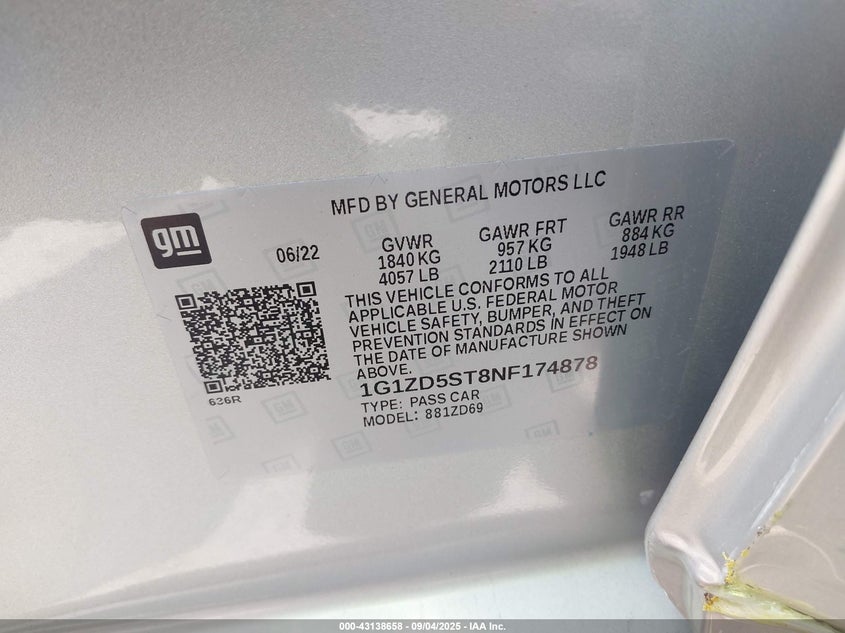 MFD BY GENERAL MOTORS LLC
gm
06/22
GVWR
1840 KG
4057 LB
GAWR FRT
957 KG
2110 LB
GAWR RR
884 KG
1948 LB
THIS VEHICLE CONFORMS TO ALL
APPLICABLE U.S. FEDERAL MOTOR
VEHICLE SAFETY, BUMPER, AND THEFT
PREVENTION STANDARDS IN EFFECT ON
THE DATE OF MANUFACTURE SHOWN
ABOVE.
1G1ZD5ST8NF174878
TYPE: PASS CAR
MODEL: 881ZD69
636R
000-43138658 - 09/04/2025 - IAA Inc.